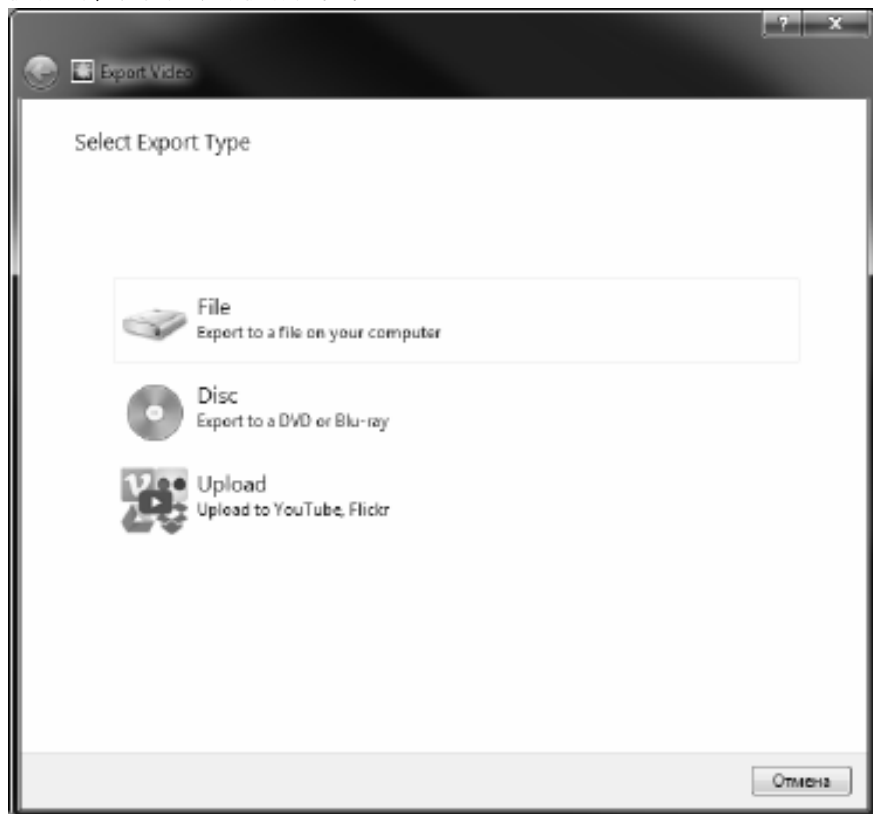 Export Video
Select Export Type
File
Export to a file on your computer
Disc
Export to a DVD or Blu-ray
Upload
Upload to YouTube, Flickr
Отмена